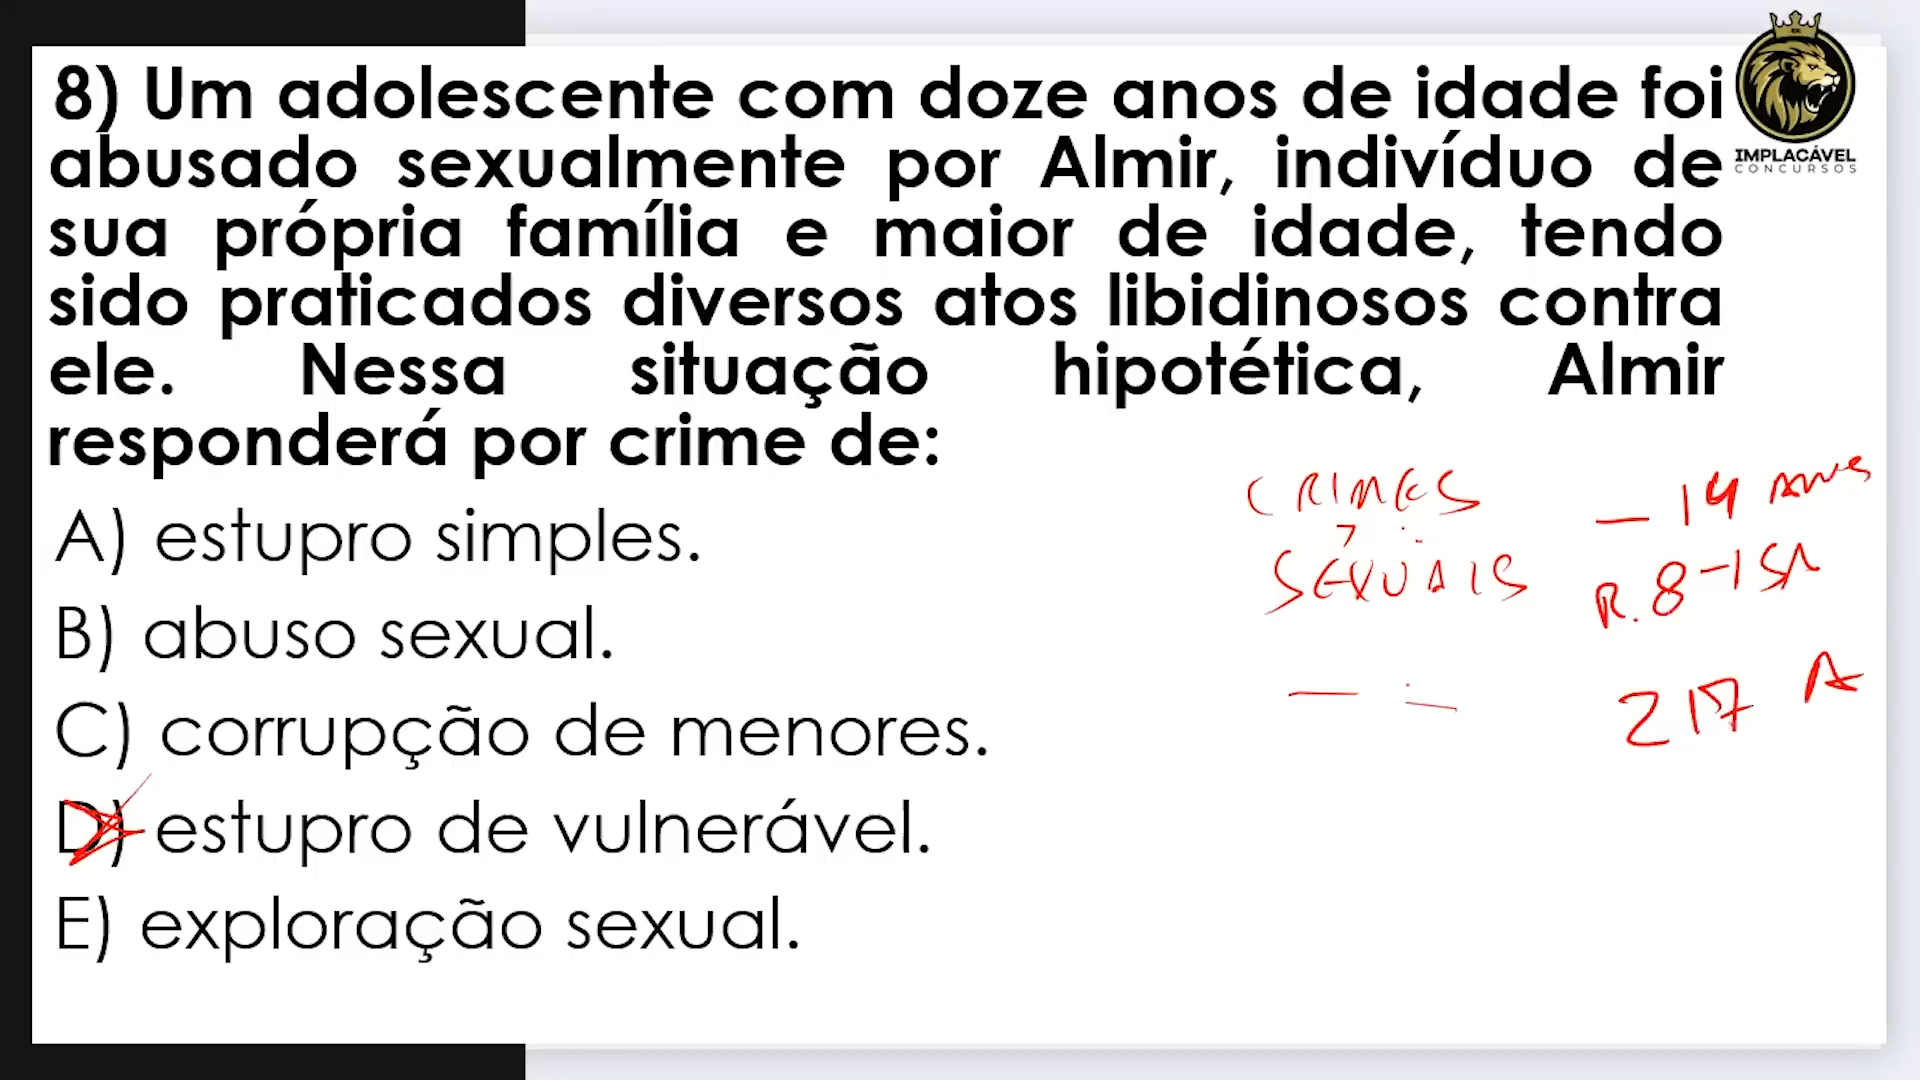 8) Um adolescente com doze anos de idade foi
abusado sexualmente por Almir, indivíduo de
sua própria família e maior de idade, tendo
sido praticados diversos atos libidinosos contra
ele. Nessa situação hipotética, Almir
responderá por crime de:
A) estupro simples.
B) abuso sexual.
C) corrupção de menores.
D) estupro de vulnerável.
E) exploração sexual.
IMPLACÁVEL
CONCURSOS
CRIMES
SEXUAIS
- 14 ANOS
R. 8-15A
217 A